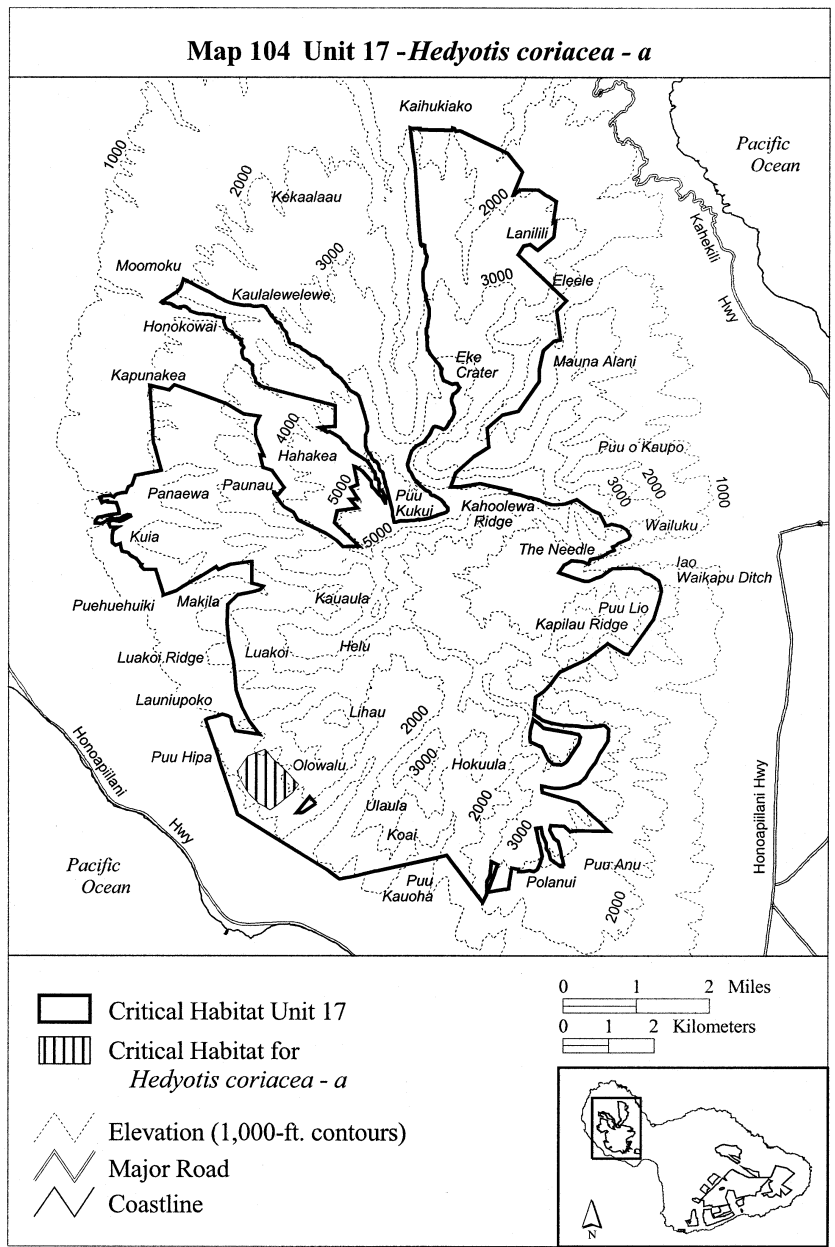 Map 104 Unit 17 -Hedyotis coriacea - a
Kaihukiako
Pacific
Ocean
1000
2000
Kekaalaau
2000
Lanilili
Kahekili
Hwy
3000
Moomoku
3000
Eleele
Kaulalewelewe
Honokowai
Eke
Crater
Mauna Alani
Kapunakea
4000
Hahakea
Puu o Kaupo
Panaewa
Paunau
5000
Puu
Kukui
Kahoolewa
Ridge
3000
2000
1000
Wailuku
Kuia
5000
The Needle
Iao
Waikapu Ditch
Puehuehuiki
Makila
Kauaula
Puu Lio
Kapilau Ridge
Luakoi Ridge
Luakoi
Helu
Launiupoko
Lihau
2000
Honoapiilani
Hwy
Puu Hipa
Olowalu
3000
Hokuula
Ulaula
2000
Honoapiilani Hwy
Koai
3000
Pacific
Ocean
Puu
Kauoha
Polanui
Puu Anu
2000
Critical Habitat Unit 17
Critical Habitat for
Hedyotis coriacea - a
Elevation (1,000-ft. contours)
Major Road
Coastline
0 1 2 Miles
0 1 2 Kilometers
N